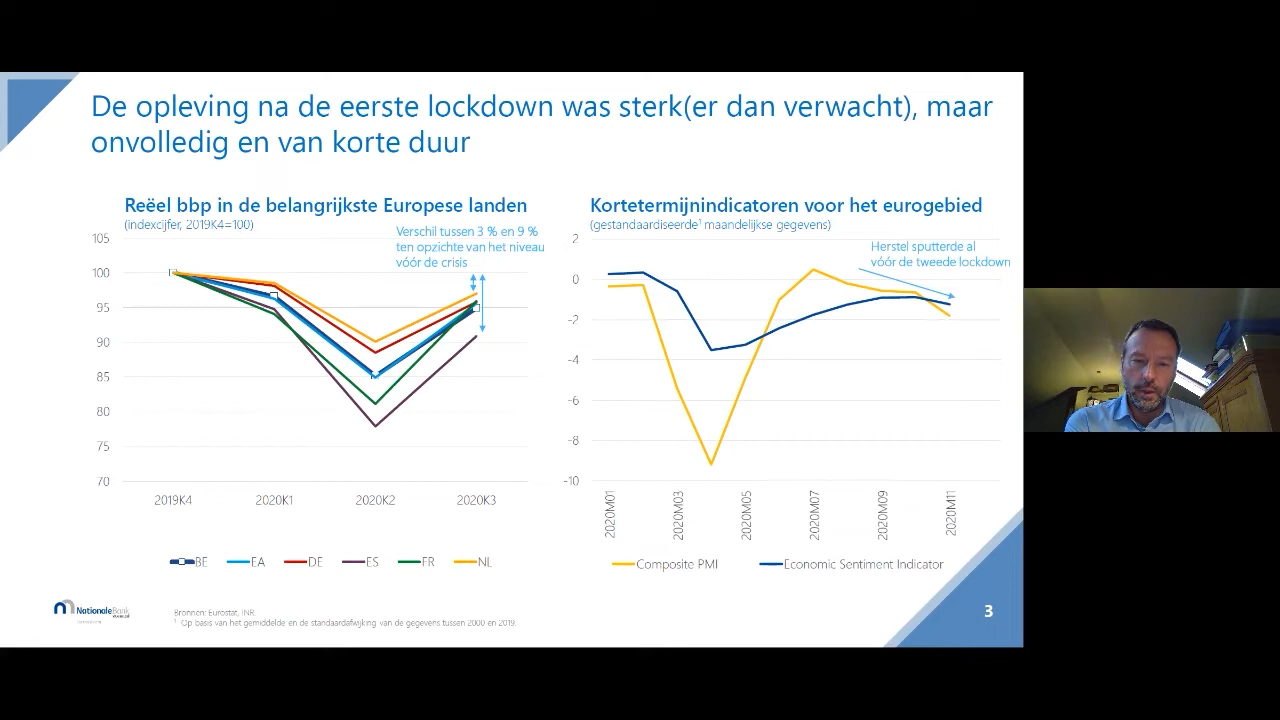 De opleving na de eerste lockdown was sterk(er dan verwacht), maar
onvolledig en van korte duur
Reëel bbp in de belangrijkste Europese landen
(indexcijfer, 2019K4=100)
Verschil tussen 3 % en 9 %
ten opzichte van het niveau
vóór de crisis
105
100
95
90
85
80
75
70
2019K4 2020K1 2020K2 2020K3
BE EA DE ES FR NL
Kortetermijnindicatoren voor het eurogebied
(gestandaardiseerde¹ maandelijkse gegevens)
Herstel sputterde al
vóór de tweede lockdown
2
0
-2
-4
-6
-8
-10
2020M01 2020M03 2020M05 2020M07 2020M09 2020M11
Composite PMI Economic Sentiment Indicator
NationaleBank
Bronnen: Eurostat, INR.
¹ Op basis van het gemiddelde en de standaardafwijking van de gegevens tussen 2000 en 2019.
3